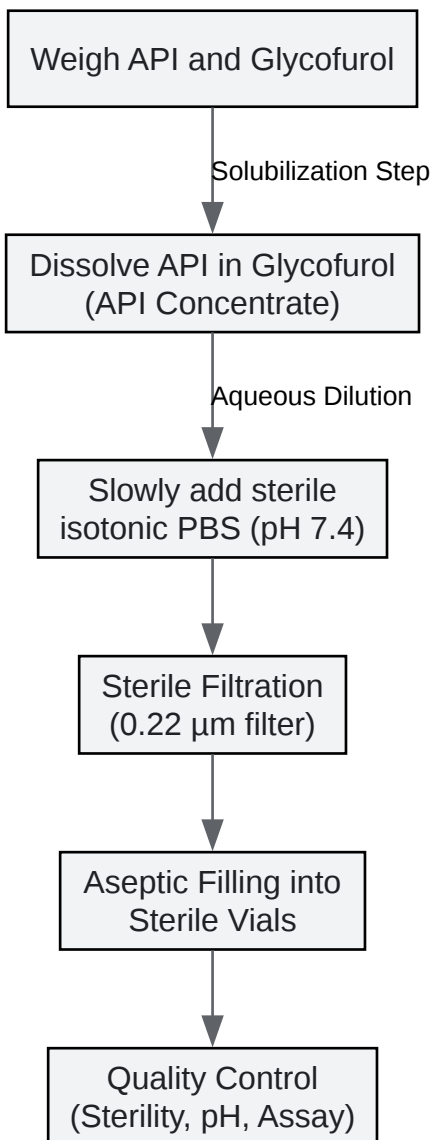 Weigh API and Glycofurol
Solubilization Step
Dissolve API in Glycofurol
(API Concentrate)
Aqueous Dilution
Slowly add sterile
isotonic PBS (pH 7.4)
Sterile Filtration
(0.22 µm filter)
Aseptic Filling into
Sterile Vials
Quality Control
(Sterility, pH, Assay)